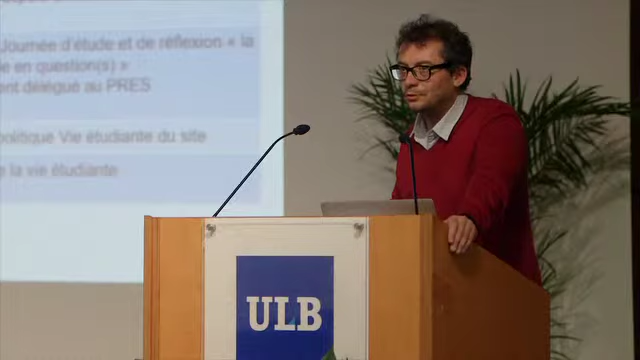 Journée d'étude et de réflexion « la
e en question(s) »
ent délégué au PRES
politique Vie étudiante du site
la vie étudiante
ULB